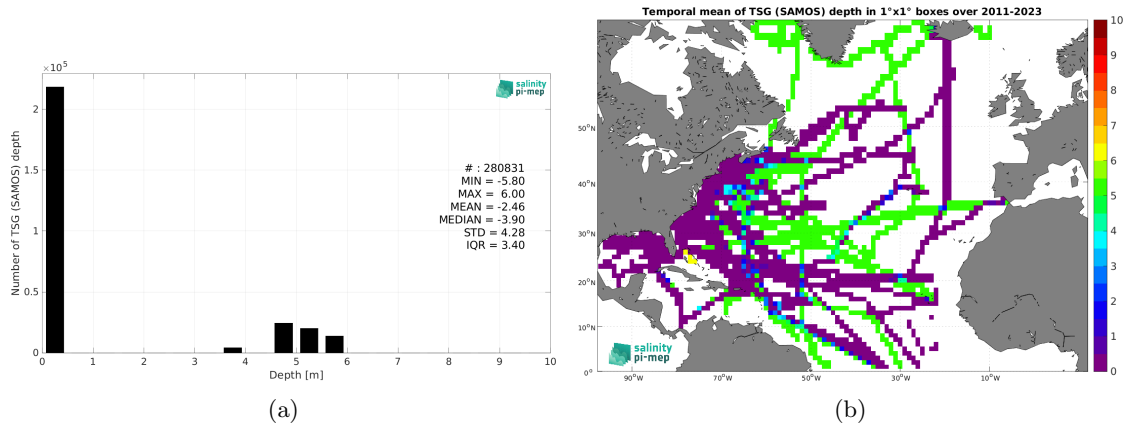 ×10⁵
2
1.5
1
0.5
0
0 1 2 3 4 5 6 7 8 9 10
Depth [m]
Number of TSG (SAMOS) depth
salinity
pi-mep
# : 280831
MIN = -5.80
MAX = 6.00
MEAN = -2.46
MEDIAN = -3.90
STD = 4.28
IQR = 3.40
(a)
Temporal mean of TSG (SAMOS) depth in 1°x1° boxes over 2011-2023
50°N
40°N
30°N
20°N
10°N
0°
90°W 70°W 50°W 30°W 10°W
salinity
pi-mep
10
9
8
7
6
5
4
3
2
1
0
(b)